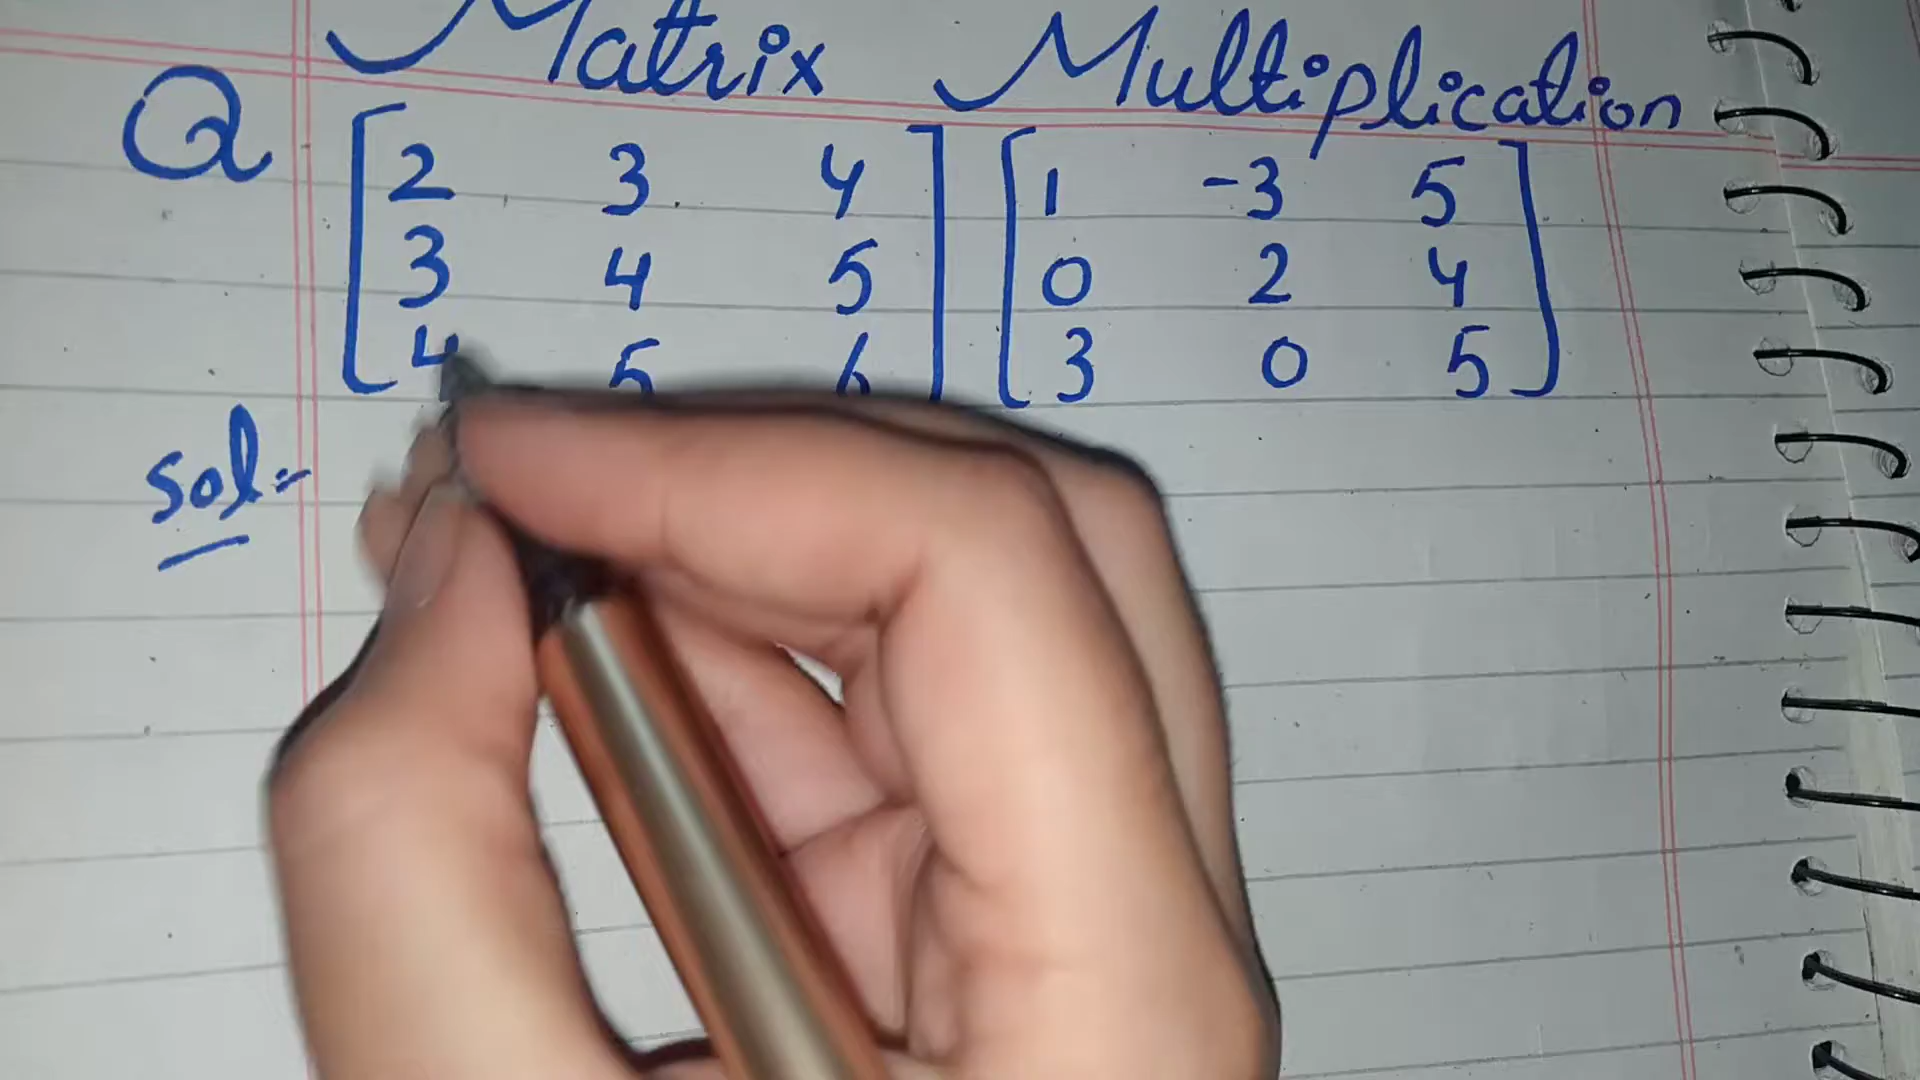 Matrix Multiplication
Q [2 3 4] [1 -3 5]
[3 4 5] [0 2 4]
[4 5 6] [3 0 5]
sol=